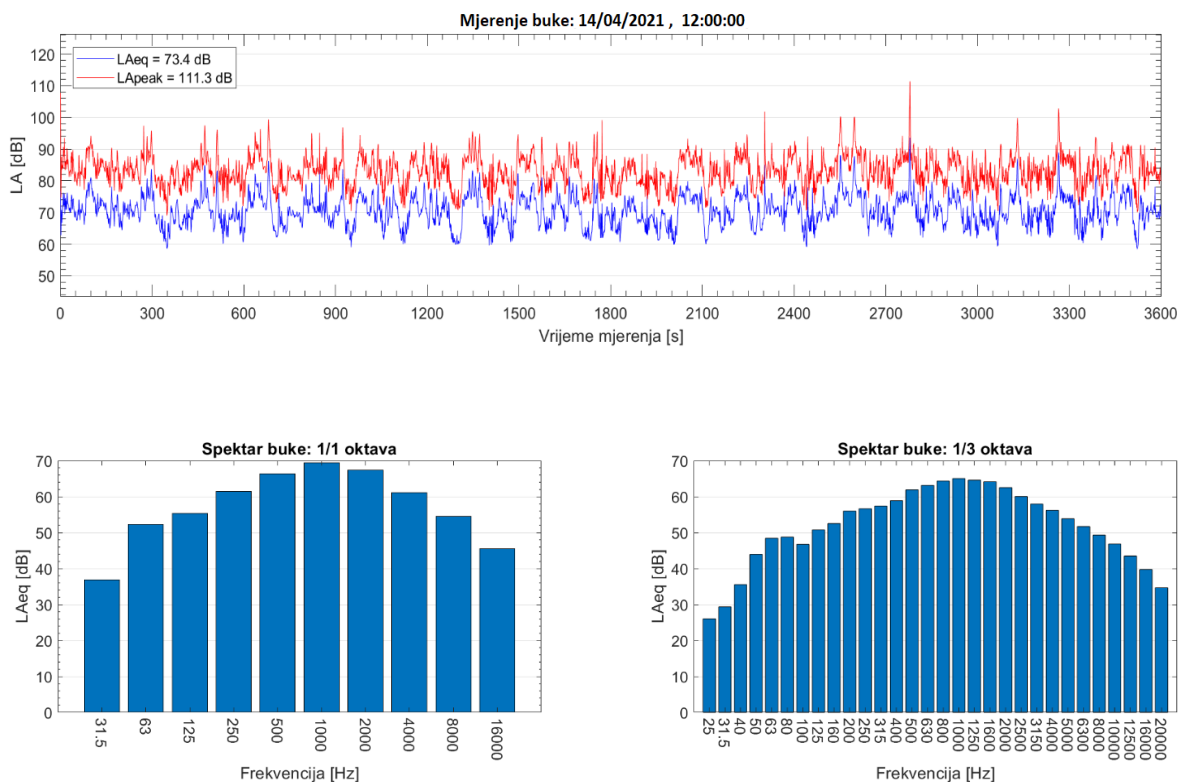 Mjerenje buke: 14/04/2021 , 12:00:00
LAeq = 73.4 dB
LApeak = 111.3 dB
LA [dB]
120
110
100
90
80
70
60
50
0 300 600 900 1200 1500 1800 2100 2400 2700 3000 3300 3600
Vrijeme mjerenja [s]
Spektar buke: 1/1 oktava
LAeq [dB]
70
60
50
40
30
20
10
0
31.5 63 125 250 500 1000 2000 4000 8000 16000
Frekvencija [Hz]
Spektar buke: 1/3 oktava
LAeq [dB]
70
60
50
40
30
20
10
0
25 31.5 40 50 63 80 100 125 160 200 250 315 400 500 630 800 1000 1250 1600 2000 2500 3150 4000 5000 6300 8000 10000 12500 16000 20000
Frekvencija [Hz]